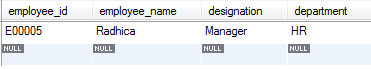 employee_id employee_name designation department
E00005 Radhica Manager HR
NULL NULL NULL NULL